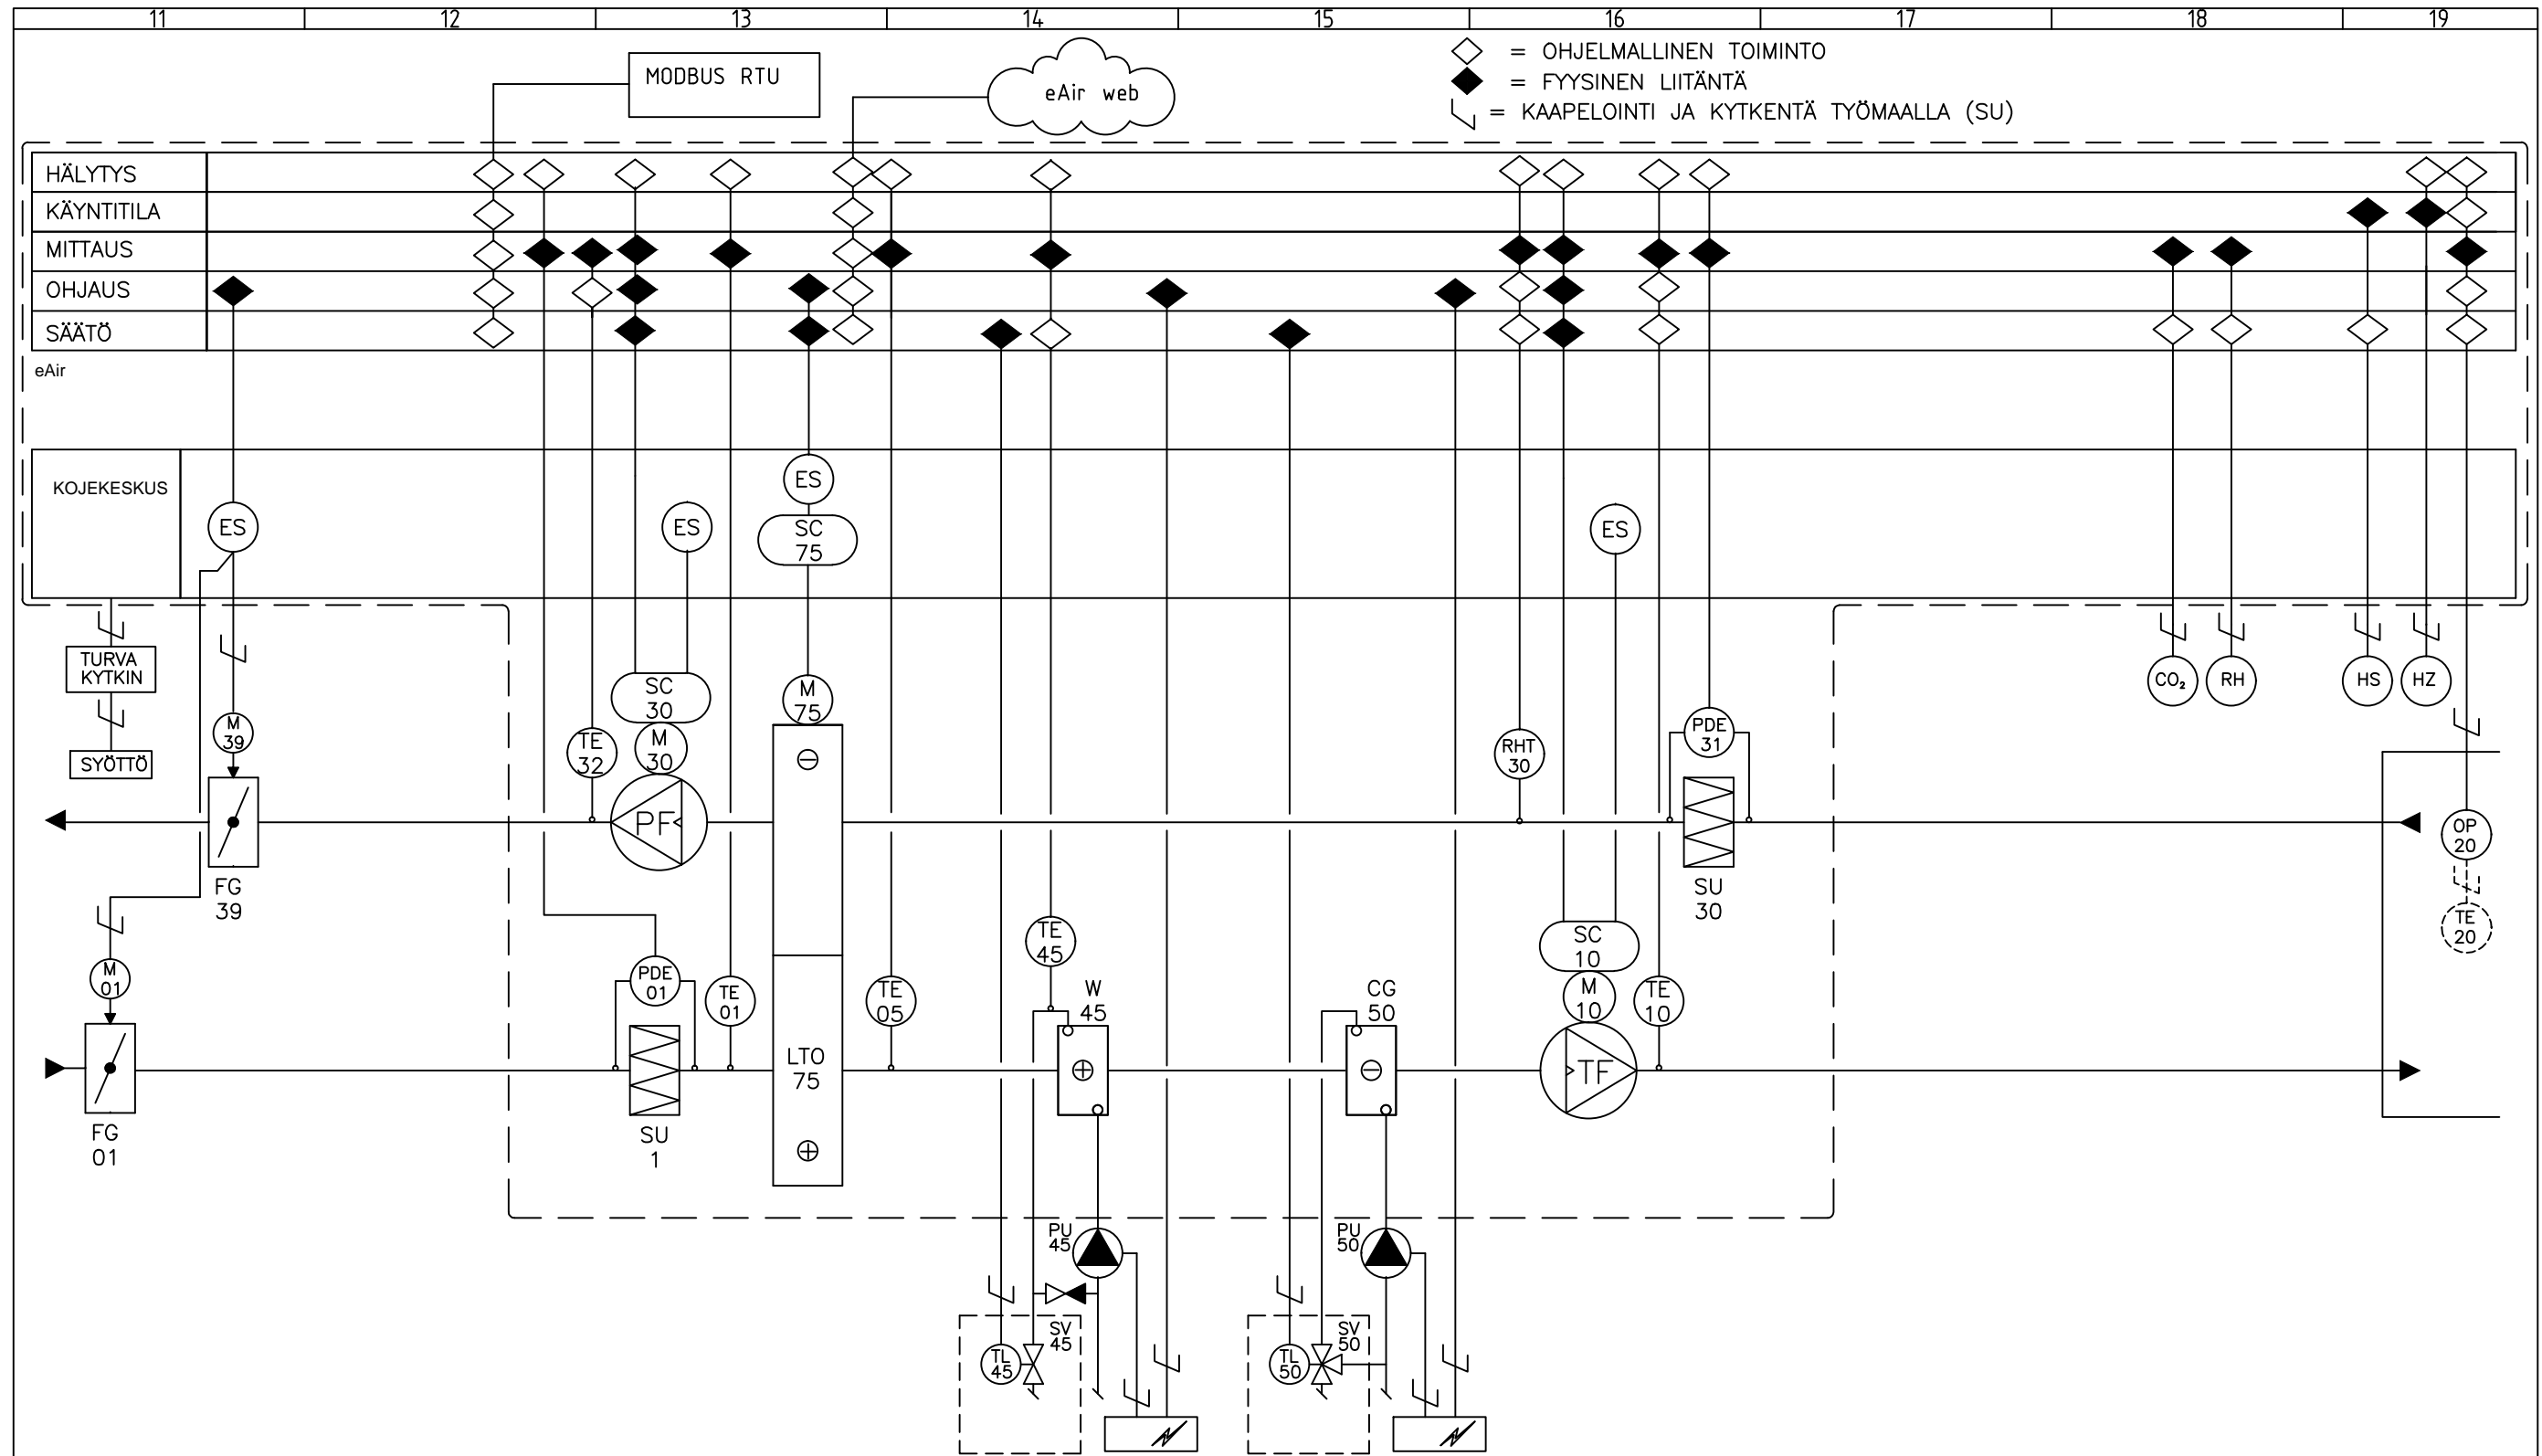 11 12 13 14 15 16 17 18 19
MODBUS RTU
eAir web
= OHJELMALLINEN TOIMINTO
= FYYSINEN LIITÄNTÄ
= KAAPELOINTI JA KYTKENTÄ TYÖMAALLA (SU)
HÄLYTYS
KÄYNTITILA
MITTAUS
OHJAUS
SÄÄTÖ
eAir
KOJEKESKUS
ES
ES
ES
SC
75
ES
TURVA
KYTKIN
SYÖTTÖ
M
39
TE
32
SC
30
M
30
M
75
RHT
30
PDE
31
CO₂
RH
HS
HZ
PF
FG
39
SU
30
OP
20
TE
20
M
01
PDE
01
TE
01
TE
05
TE
45
W
45
CG
50
SC
10
M
10
TE
10
LTO
75
TF
FG
01
SU
1
PU
45
PU
50
SV
45
TL
45
SV
50
TL
50